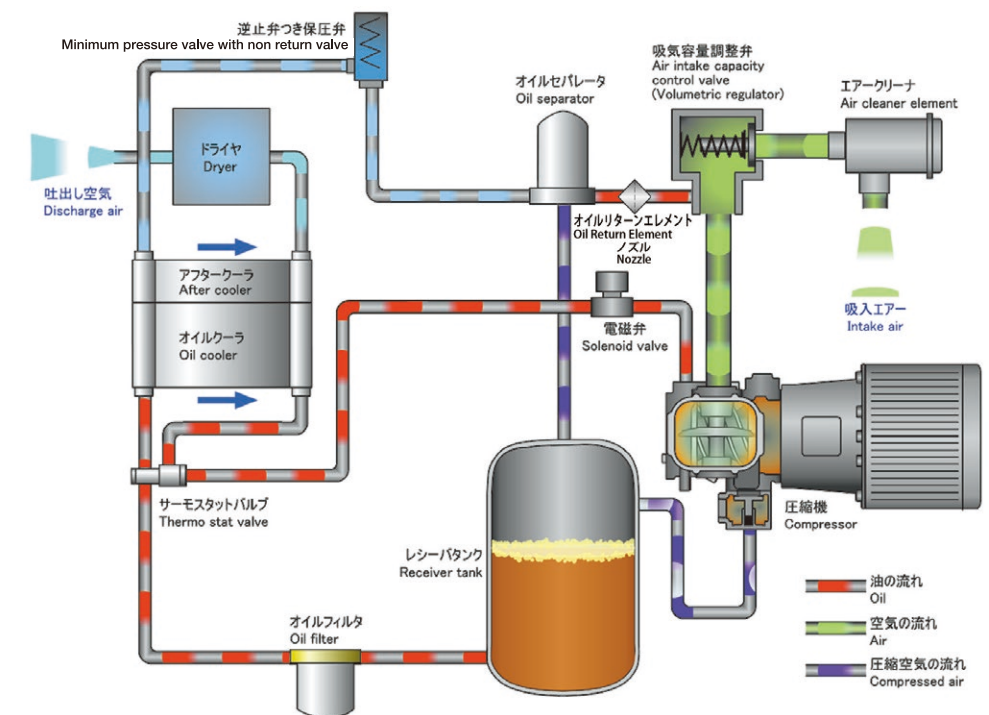 逆止弁つき保圧弁
Minimum pressure valve with non return valve
オイルセパレータ
Oil separator
吸気容量調整弁
Air intake capacity
control valve
(Volumetric regulator)
エアークリーナ
Air cleaner element
ドライヤ
Dryer
吐出し空気
Discharge air
オイルリターンエレメント
Oil Return Element
ノズル
Nozzle
アフタークーラ
After cooler
オイルクーラ
Oil cooler
電磁弁
Solenoid valve
吸入エアー
Intake air
サーモスタットバルブ
Thermo stat valve
レシーバタンク
Receiver tank
圧縮機
Compressor
オイルフィルタ
Oil filter
油の流れ
Oil
空気の流れ
Air
圧縮空気の流れ
Compressed air